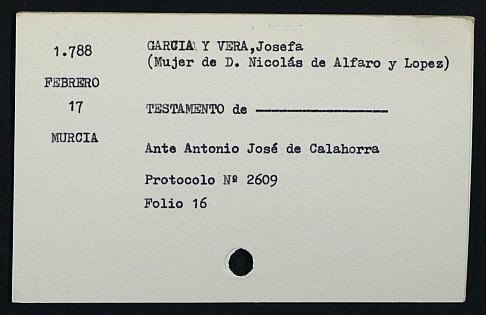 1.788
FEBRERO
17
MURCIA
GARCIA Y VERA,Josefa
(Mujer de D. Nicolás de Alfaro y Lopez)
TESTAMENTO de ————————
Ante Antonio José de Calahorra
Protocolo Nº 2609
Folio 16